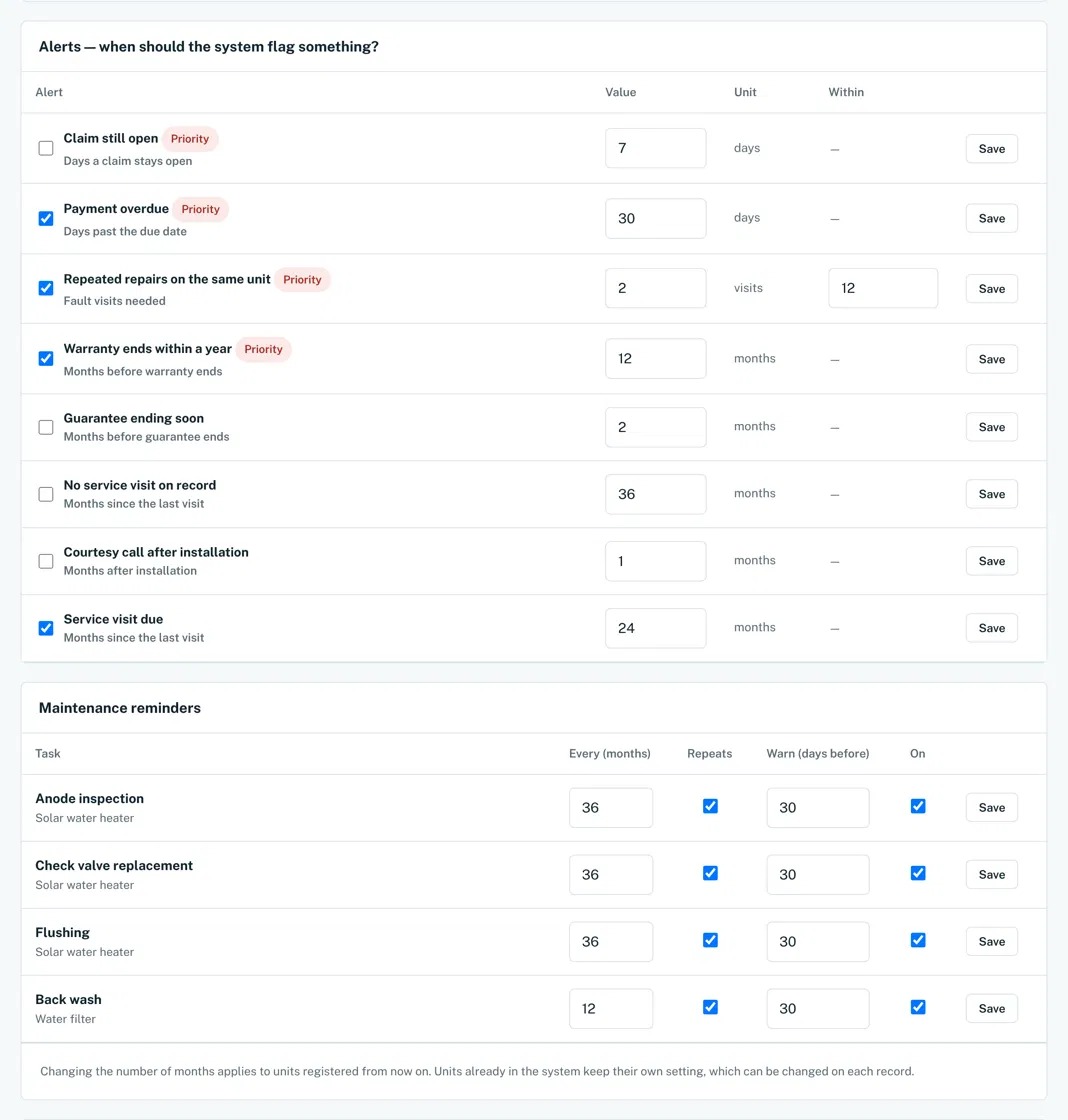 Alerts — when should the system flag something?
Alert Value Unit Within
Claim still open Priority
Days a claim stays open
7 days — Save
Payment overdue Priority
Days past the due date
30 days — Save
Repeated repairs on the same unit Priority
Fault visits needed
2 visits 12 Save
Warranty ends within a year Priority
Months before warranty ends
12 months — Save
Guarantee ending soon
Months before guarantee ends
2 months — Save
No service visit on record
Months since the last visit
36 months — Save
Courtesy call after installation
Months after installation
1 months — Save
Service visit due
Months since the last visit
24 months — Save
Maintenance reminders
Task Every (months) Repeats Warn (days before) On
Anode inspection
Solar water heater
36 30 Save
Check valve replacement
Solar water heater
36 30 Save
Flushing
Solar water heater
36 30 Save
Back wash
Water filter
12 30 Save
Changing the number of months applies to units registered from now on. Units already in the system keep their own setting, which can be changed on each record.